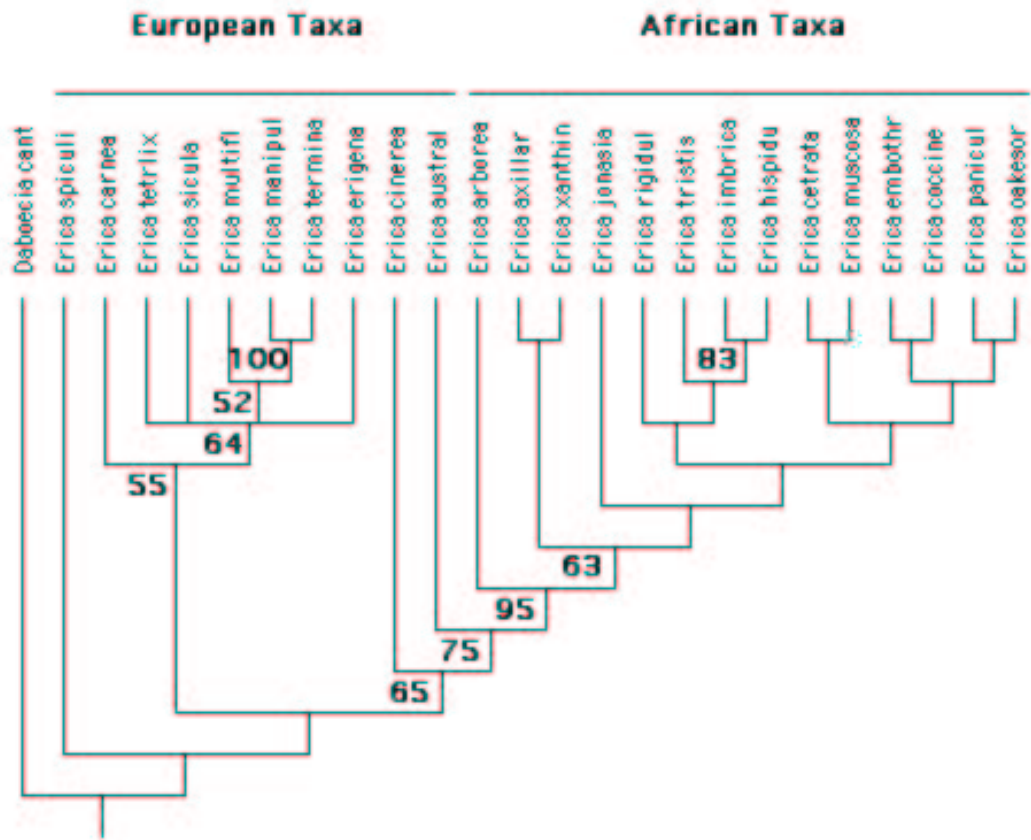 European Taxa
African Taxa
Daboecia cant
Erica spiculi
Erica carnea
Erica tetrlix
Erica sicula
Erica multifl
Erica manipul
Erica termina
Erica erigena
Erica cinerea
Erica austral
Erica arborea
Erica axillar
Erica xanthin
Erica jonasia
Erica rigidul
Erica tristis
Erica imbrica
Erica hispidu
Erica cetrata
Erica muscosa
Erica embothr
Erica coccine
Erica panicul
Erica oakesor
100
83
52
64
55
63
95
75
65